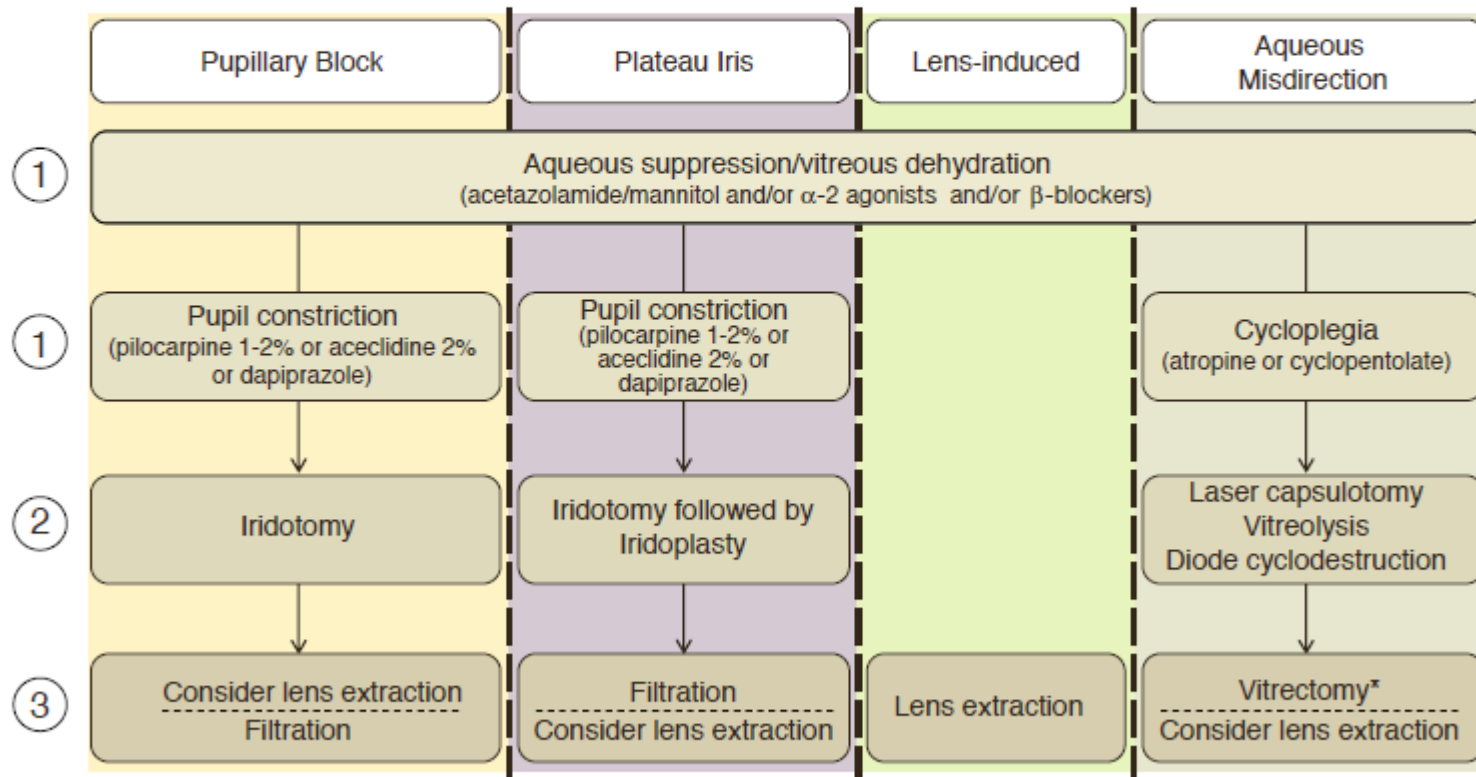 Pupillary Block
Plateau Iris
Lens-induced
Aqueous
Misdirection
1
Aqueous suppression/vitreous dehydration
(acetazolamide/mannitol and/or α-2 agonists and/or β-blockers)
1
Pupil constriction
(pilocarpine 1-2% or aceclidine 2%
or dapiprazole)
Pupil constriction
(pilocarpine 1-2% or
aceclidine 2% or
dapiprazole)
Cycloplegia
(atropine or cyclopentolate)
2
Iridotomy
Iridotomy followed by
Iridoplasty
Laser capsulotomy
Vitreolysis
Diode cyclodestruction
3
Consider lens extraction
Filtration
Filtration
Consider lens extraction
Lens extraction
Vitrectomy*
Consider lens extraction